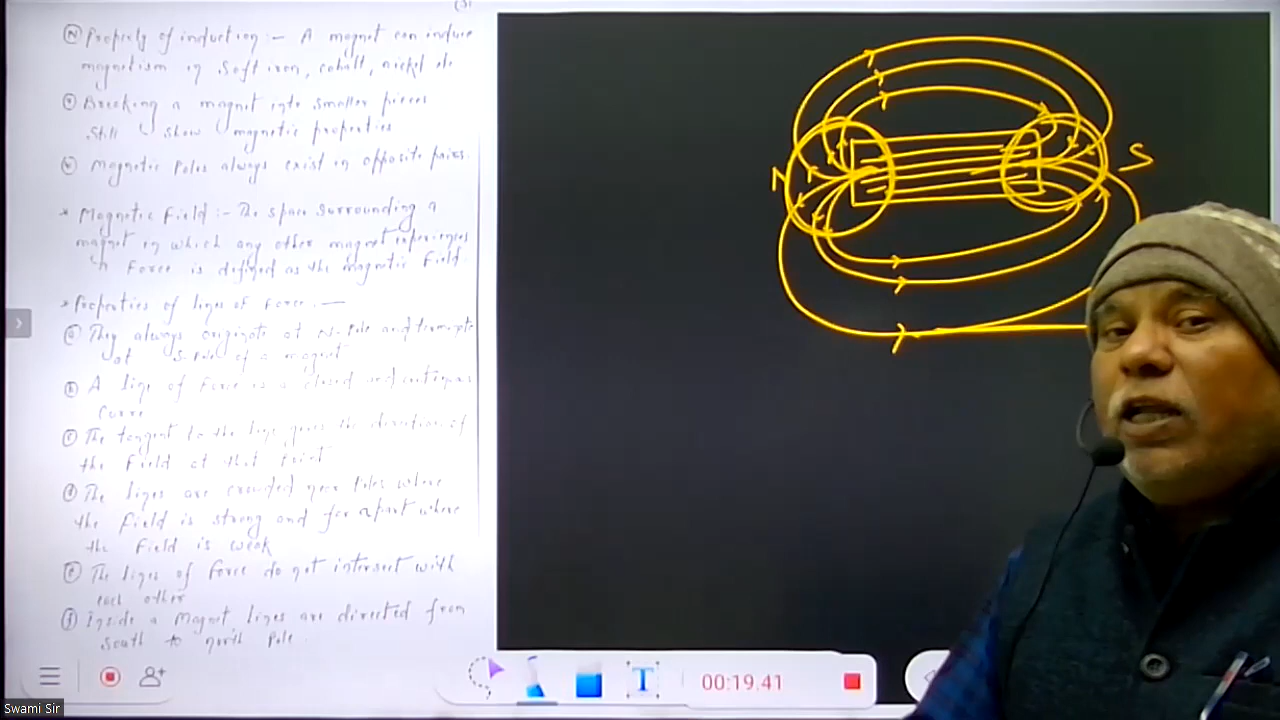 (3)
Property of induction :- A magnet can induce
magnetism in Soft iron, cobalt, nickel etc
Breaking a magnet into smaller pieces
still show magnetic properties
Magnetic Poles always exist in opposite pairs.
* Magnetic Field :- The space surrounding a
magnet in which any other magnet experiences
a Force is defined as the magnetic Field.
* Properties of lines of Force. —
(a) They always originate at N-Pole and terminate
at S-Pole of a magnet
(b) A line of Force is a closed and
curve
(c) The tangent to the line gives the direction of
the Field at that Point
(d) The lines are crowded near Poles where
the Field is strong and far apart where
the Field is weak
(e) The lines of Force do not intersect with
each other
(f) Inside a Magnet lines are directed from
South to north Pole.
N
S
T
00:19.41
Swami Sir